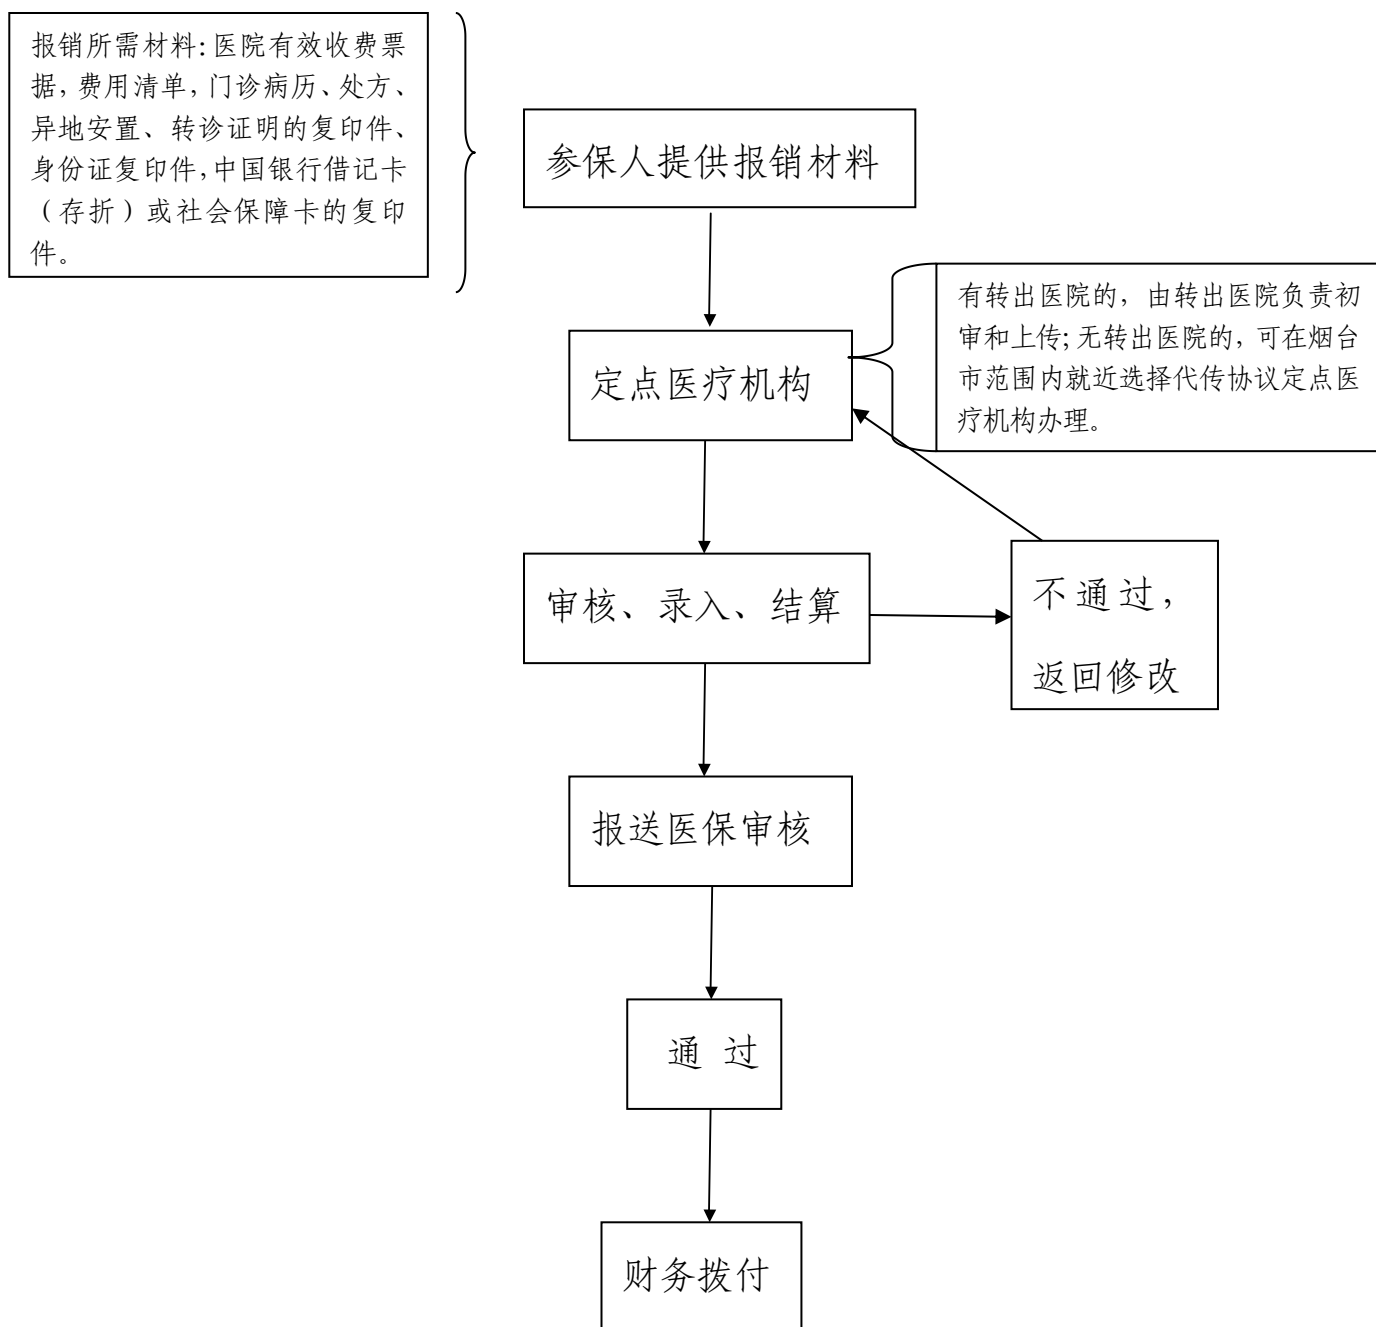 报销所需材料:医院有效收费票
据,费用清单,门诊病历、处方、
异地安置、转诊证明的复印件、
身份证复印件,中国银行借记卡
（存折）或社会保障卡的复印
件。
参保人提供报销材料
有转出医院的，由转出医院负责初
审和上传;无转出医院的，可在烟台
市范围内就近选择代传协议定点医
疗机构办理。
定点医疗机构
审核、录入、结算
不通过，
返回修改
报送医保审核
通 过
财务拨付